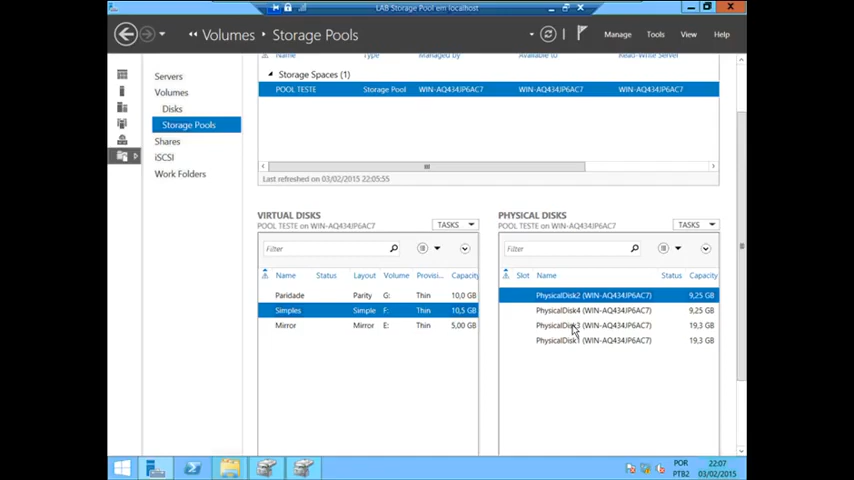 LAB Storage Pool em localhost
Volumes Storage Pools
Manage Tools View Help
Servers
Volumes
Disks
Storage Pools
Shares
iSCSI
Work Folders
Name Type Managed by Available to Read-Write Server
Storage Spaces (1)
POOL TESTE Storage Pool WIN-AQ434JP6AC7 WIN-AQ434JP6AC7 WIN-AQ434JP6AC7
Last refreshed on 03/02/2015 22:05:55
VIRTUAL DISKS
POOL TESTE on WIN-AQ434JP6AC7
TASKS
Filter
Name Status Layout Volume Provisi... Capacity
Paridade Parity G: Thin 10,0 GB
Simples Simple F: Thin 10,5 GB
Mirror Mirror E: Thin 5,00 GB
PHYSICAL DISKS
POOL TESTE on WIN-AQ434JP6AC7
TASKS
Filter
Slot Name Status Capacity
PhysicalDisk2 (WIN-AQ434JP6AC7) 9,25 GB
PhysicalDisk4 (WIN-AQ434JP6AC7) 9,25 GB
PhysicalDisk3 (WIN-AQ434JP6AC7) 19,3 GB
PhysicalDisk1 (WIN-AQ434JP6AC7) 19,3 GB
POR
PTB2
22:07
03/02/2015